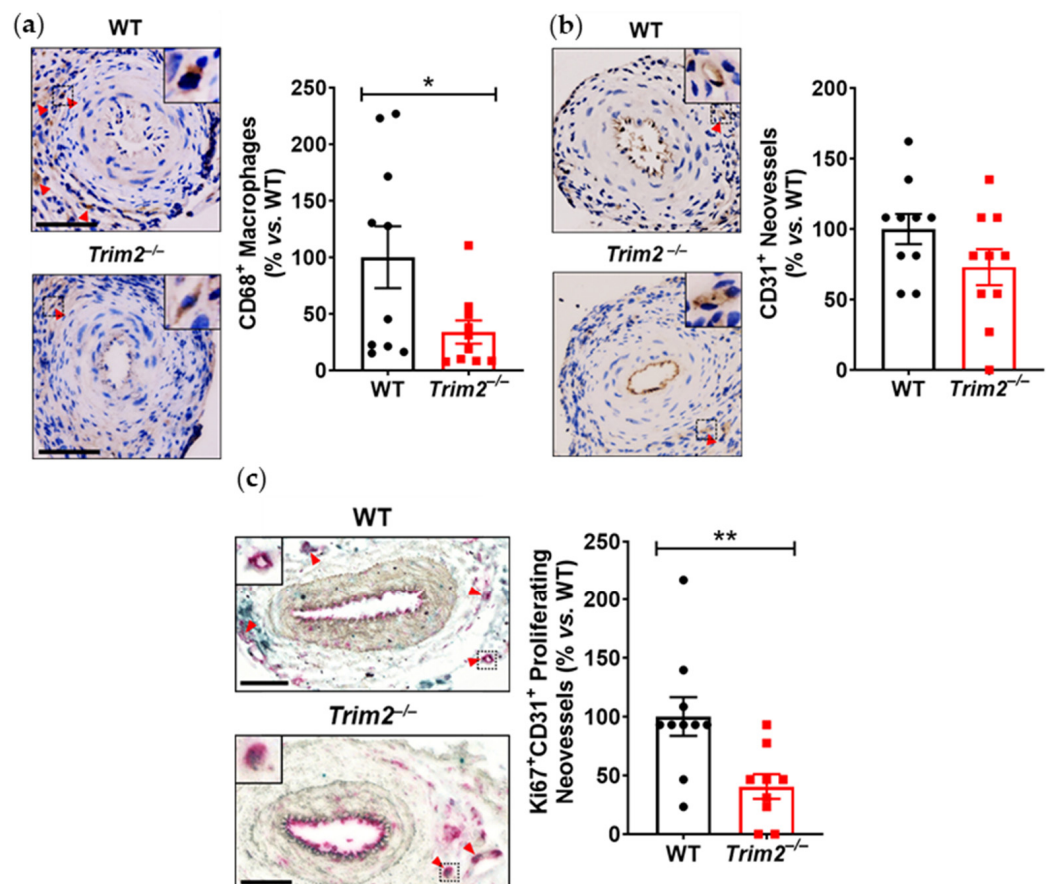 (a)
WT
Trim2–/–
CD68+ Macrophages
(% vs. WT)
250
200
150
100
50
0
*
WT
Trim2–/–
(b)
WT
Trim2–/–
CD31+ Neovessels
(% vs. WT)
150
100
50
0
WT
Trim2–/–
(c)
WT
Trim2–/–
Ki67+CD31+ Proliferating
Neovessels (% vs. WT)
250
200
150
100
50
0
**
WT
Trim2–/–